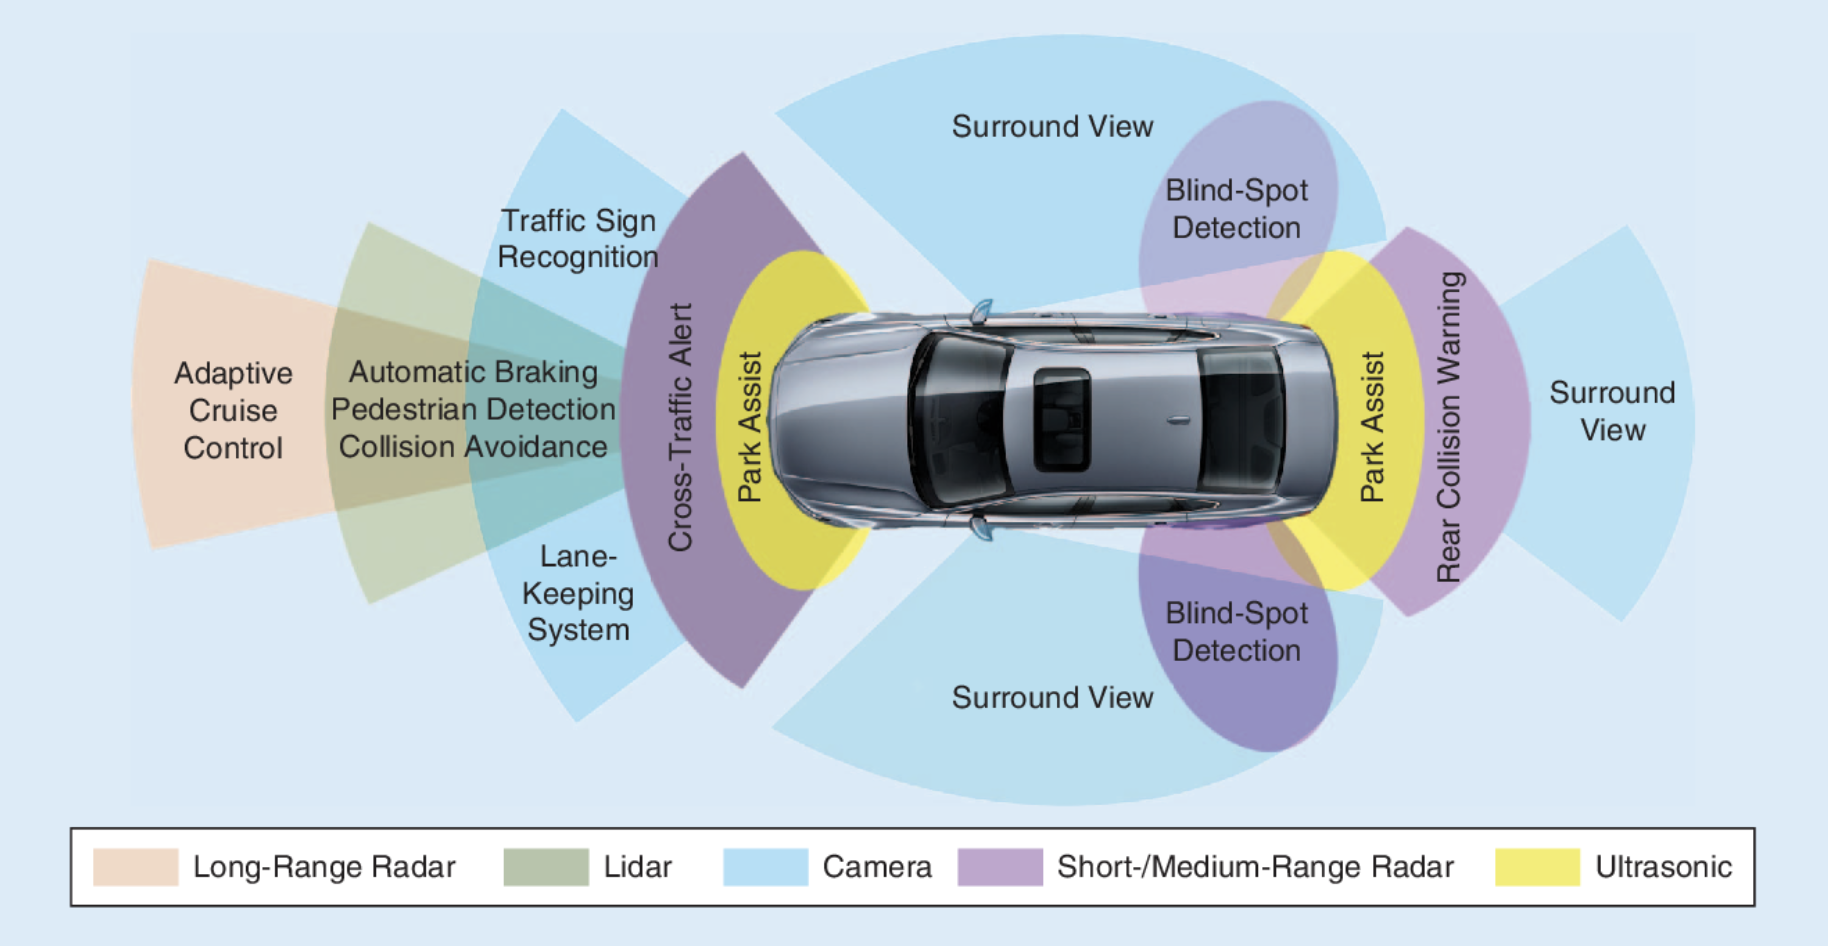 Surround View
Blind-Spot
Detection
Traffic Sign
Recognition
Adaptive
Cruise
Control
Automatic Braking
Pedestrian Detection
Collision Avoidance
Cross-Traffic Alert
Park Assist
Park Assist
Rear Collision Warning
Surround
View
Lane-
Keeping
System
Blind-Spot
Detection
Surround View
Long-Range Radar
Lidar
Camera
Short-/Medium-Range Radar
Ultrasonic